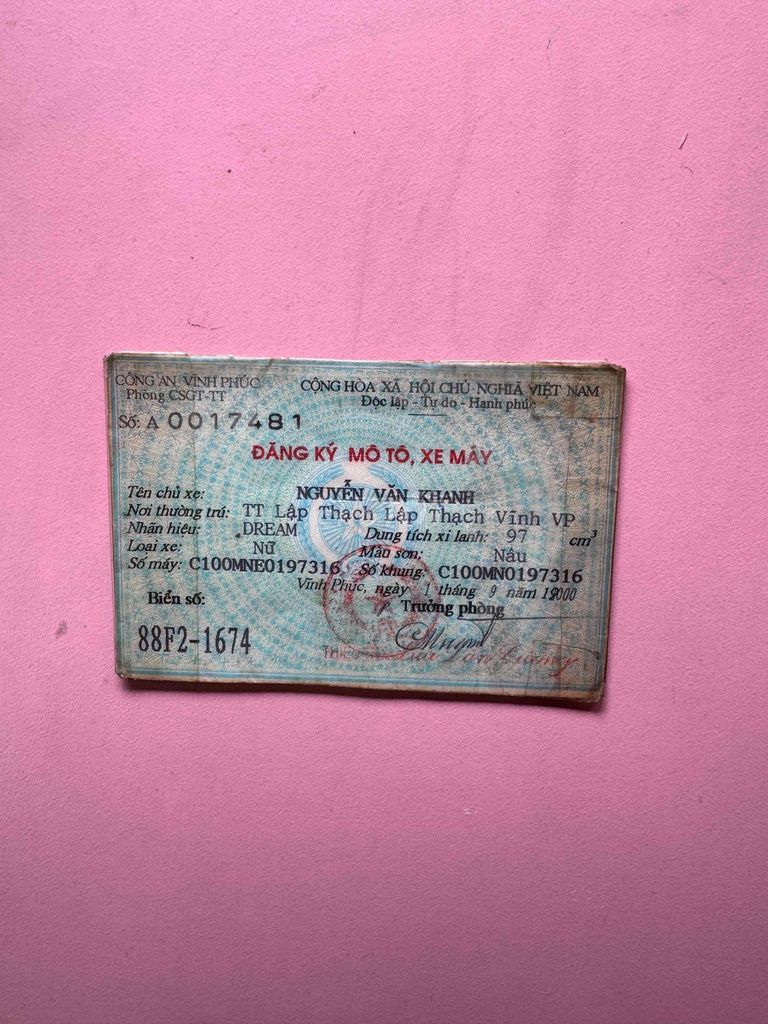 CÔNG AN VĨNH PHÚC
Phòng CSGT-TT
CỘNG HÒA XÃ HỘI CHỦ NGHĨA VIỆT NAM
Độc lập - Tự do - Hạnh phúc
Số: A 0017481
ĐĂNG KÝ MÔ TÔ, XE MÁY
Tên chủ xe: NGUYỄN VĂN KHANH
Nơi thường trú: TT Lập Thạch Lập Thạch Vĩnh VP
Nhãn hiệu: DREAM Dung tích xi lanh: 97 cm³
Loại xe: Nữ Màu sơn: Nâu
Số máy: C100MNE0197316 Số khung: C100MN0197316
Vĩnh Phúc, ngày 1 tháng 9 năm 2000
Biển số: Trưởng phòng
88F2-1674